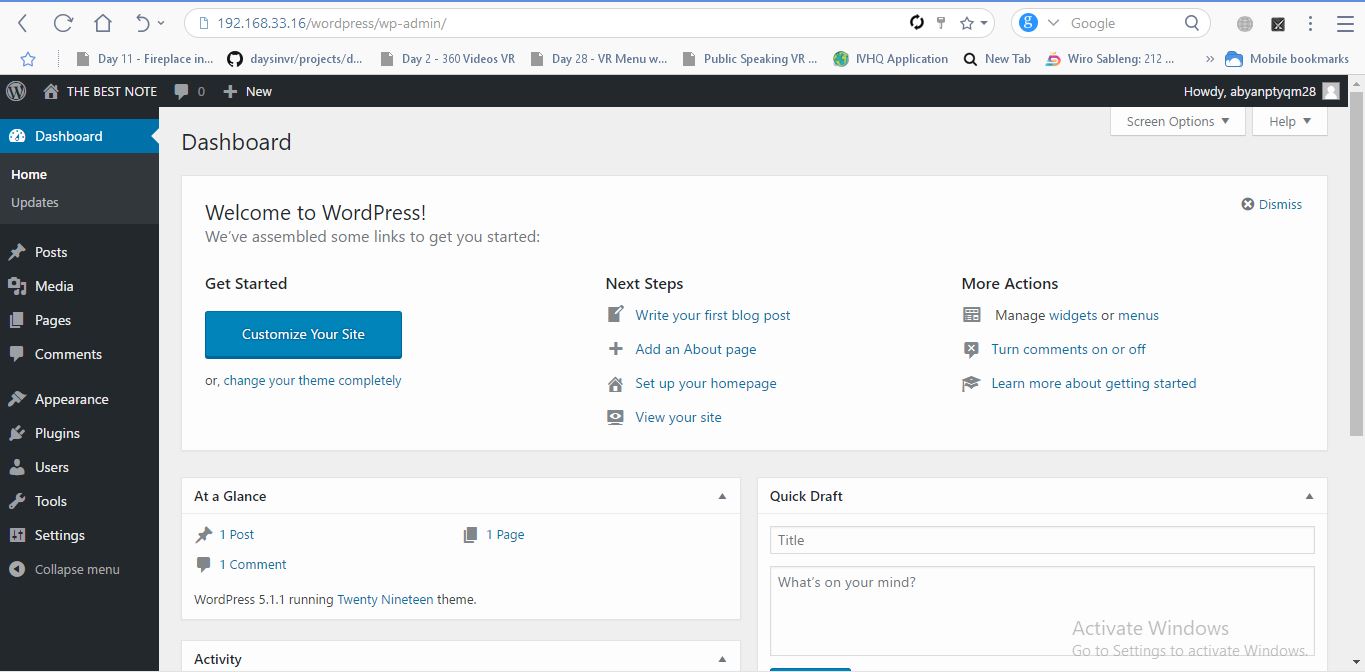 192.168.33.16/wordpress/wp-admin/
g Google
Day 11 - Fireplace in... daysinvr/projects/d... Day 2 - 360 Videos VR Day 28 - VR Menu w... Public Speaking VR ... IVHQ Application New Tab Wiro Sableng: 212 ... » Mobile bookmarks
THE BEST NOTE 0 + New Howdy, abyanptyqm28
Dashboard
Home
Updates
Posts
Media
Pages
Comments
Appearance
Plugins
Users
Tools
Settings
Collapse menu
Screen Options Help
Dashboard
Welcome to WordPress!
Dismiss
We've assembled some links to get you started:
Get Started
Customize Your Site
or, change your theme completely
Next Steps
Write your first blog post
Add an About page
Set up your homepage
View your site
More Actions
Manage widgets or menus
Turn comments on or off
Learn more about getting started
At a Glance
1 Post 1 Page
1 Comment
WordPress 5.1.1 running Twenty Nineteen theme.
Activity
Quick Draft
Title
What's on your mind?
Activate Windows
Go to Settings to activate Windows.